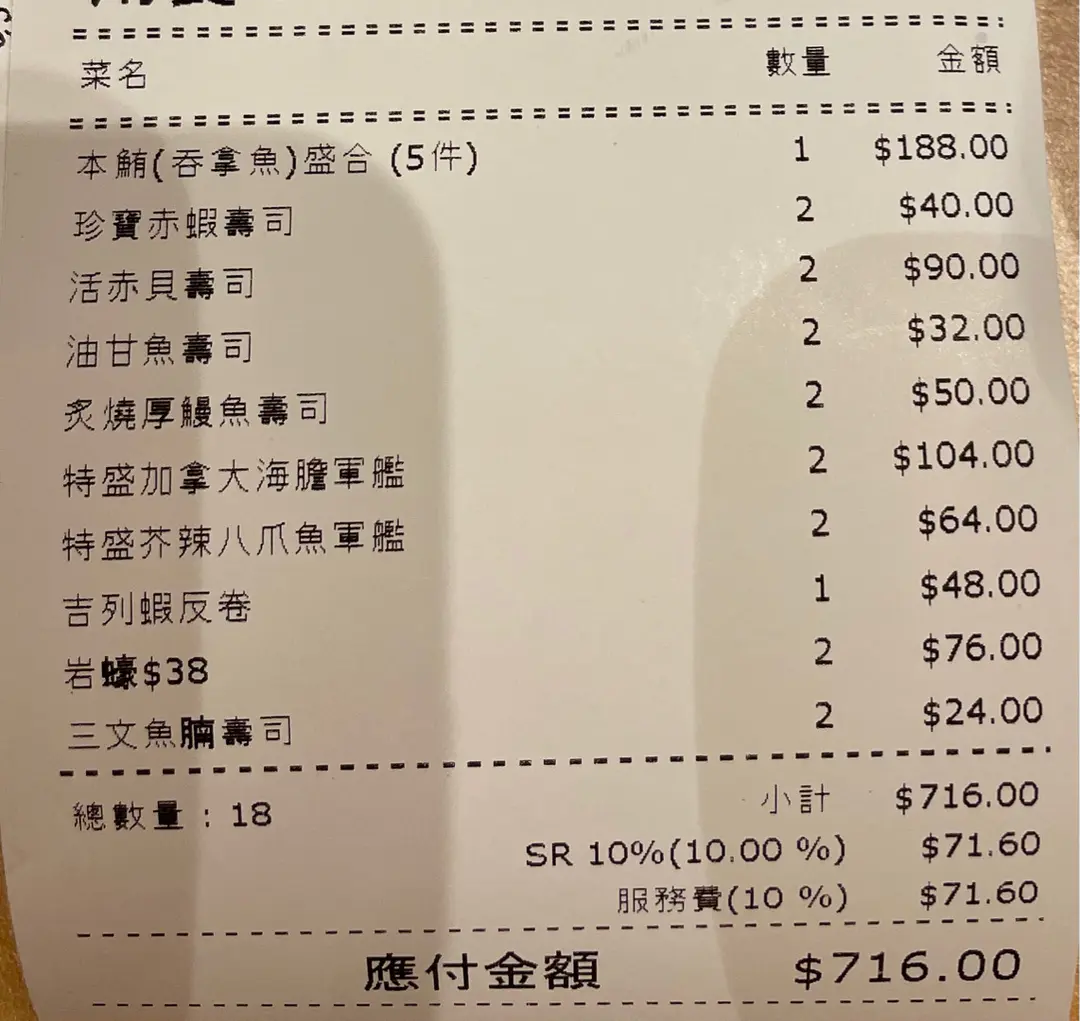 菜名 數量 金額
本鮪(吞拿魚)盛合 (5件) 1 $188.00
珍寶赤蝦壽司 2 $40.00
活赤貝壽司 2 $90.00
油甘魚壽司 2 $32.00
炙燒厚鰻魚壽司 2 $50.00
特盛加拿大海膽軍艦 2 $104.00
特盛芥辣八爪魚軍艦 2 $64.00
吉列蝦反卷 1 $48.00
岩蠔$38 2 $76.00
三文魚腩壽司 2 $24.00
總數量 : 18 小計 $716.00
SR 10%(10.00 %) $71.60
服務費(10 %) $71.60
應付金額 $716.00